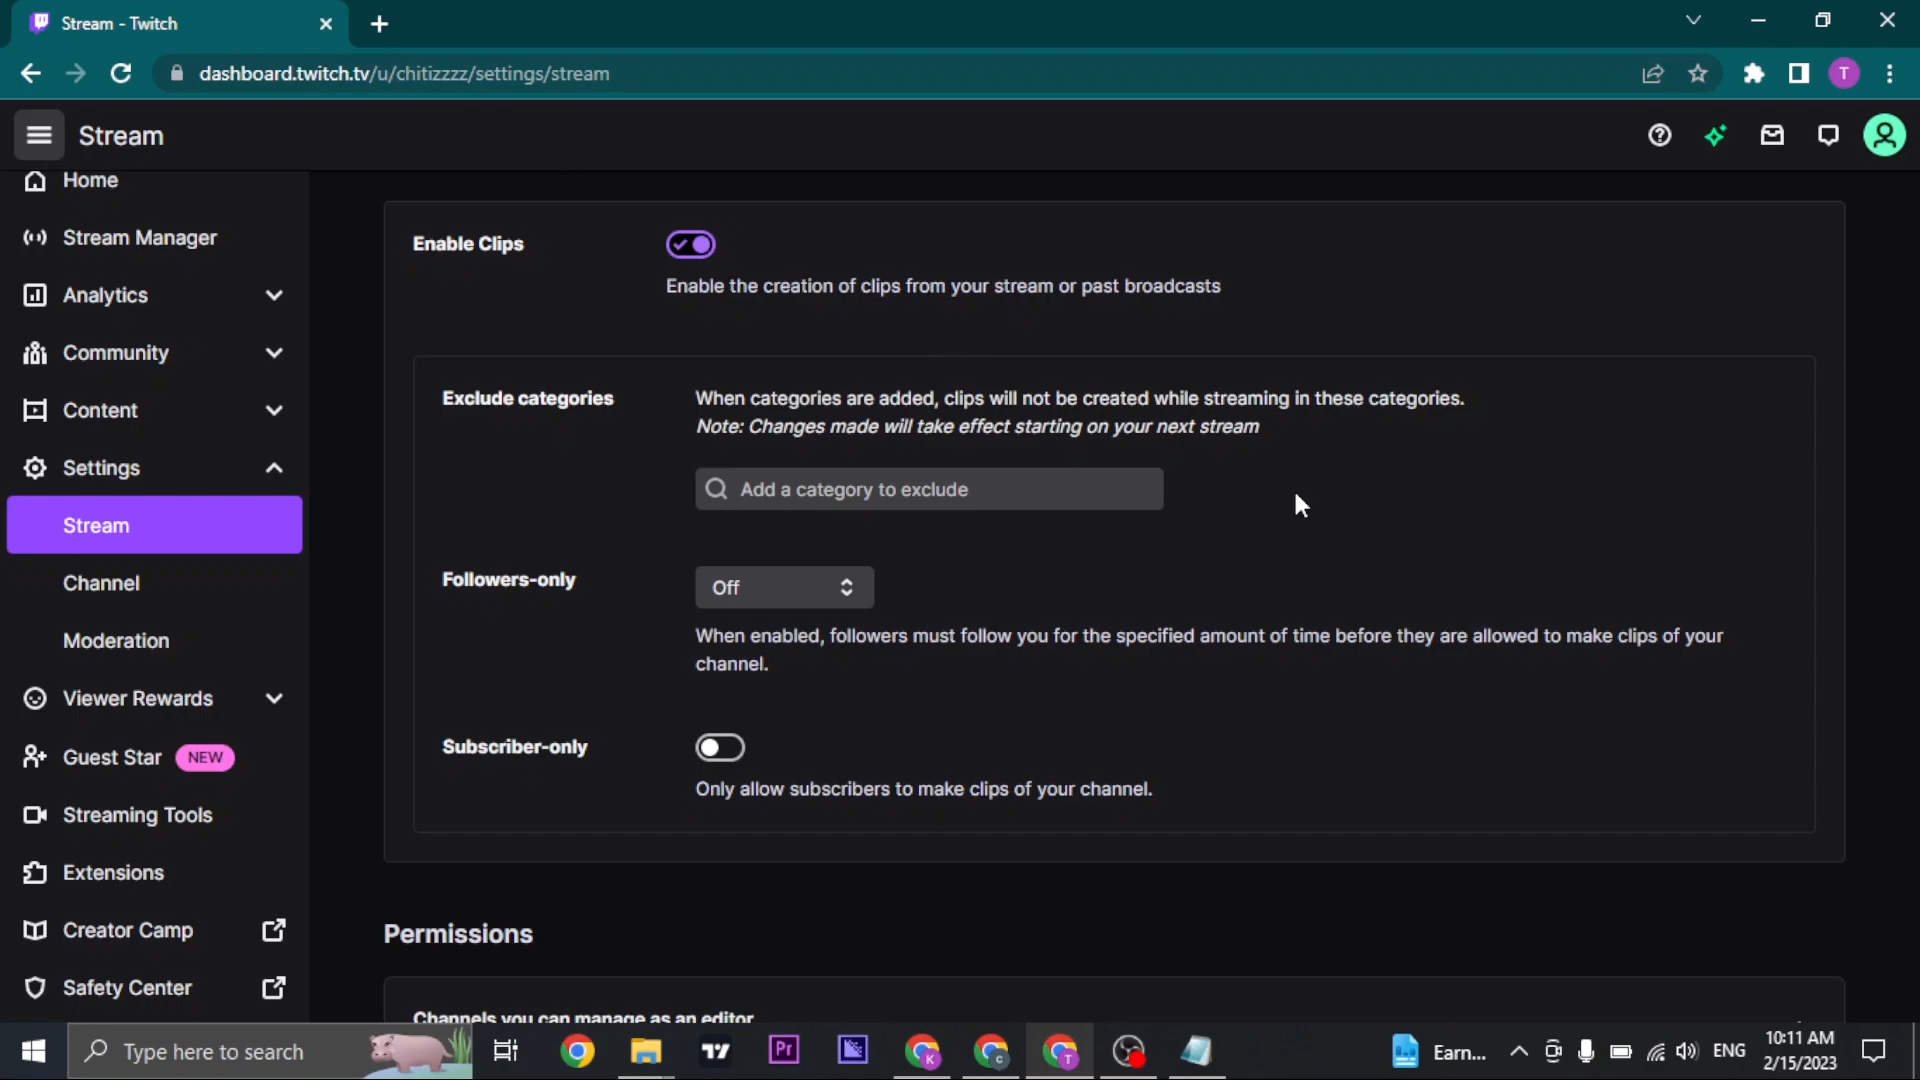 Stream - Twitch
dashboard.twitch.tv/u/chitizzzz/settings/stream
T
Stream
Home
Stream Manager
Analytics
Community
Content
Settings
Stream
Channel
Moderation
Viewer Rewards
Guest Star NEW
Streaming Tools
Extensions
Creator Camp
Safety Center
Enable Clips
Enable the creation of clips from your stream or past broadcasts
Exclude categories
When categories are added, clips will not be created while streaming in these categories.
Note: Changes made will take effect starting on your next stream
Add a category to exclude
Followers-only
Off
When enabled, followers must follow you for the specified amount of time before they are allowed to make clips of your
channel.
Subscriber-only
Only allow subscribers to make clips of your channel.
Permissions
Channels you can manage as an editor
Type here to search
Pr
K
C
T
Earn...
ENG
10:11 AM
2/15/2023